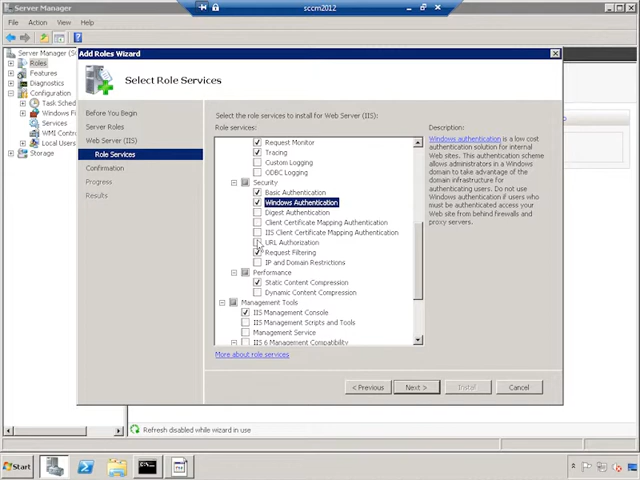 Server Manager
sccm2012
File Action View Help
Server Manager (S
Roles
Features
Diagnostics
Configuration
Task Sched
Windows Fi
Services
WMI Contro
Local Users
Storage
Add Roles Wizard
Select Role Services
Before You Begin
Server Roles
Web Server (IIS)
Role Services
Confirmation
Progress
Results
Select the role services to install for Web Server (IIS):
Role services:
Request Monitor
Tracing
Custom Logging
ODBC Logging
Security
Basic Authentication
Windows Authentication
Digest Authentication
Client Certificate Mapping Authentication
IIS Client Certificate Mapping Authentication
URL Authorization
Request Filtering
IP and Domain Restrictions
Performance
Static Content Compression
Dynamic Content Compression
Management Tools
IIS Management Console
IIS Management Scripts and Tools
Management Service
IIS 6 Management Compatibility
More about role services
Description:
Windows authentication is a low cost
authentication solution for internal
Web sites. This authentication scheme
allows administrators in a Windows
domain to take advantage of the
domain infrastructure for
authenticating users. Do not use
Windows authentication if users who
must be authenticated access your
Web site from behind firewalls and
proxy servers.
< Previous
Next >
Install
Cancel
Refresh disabled while wizard in use
Start